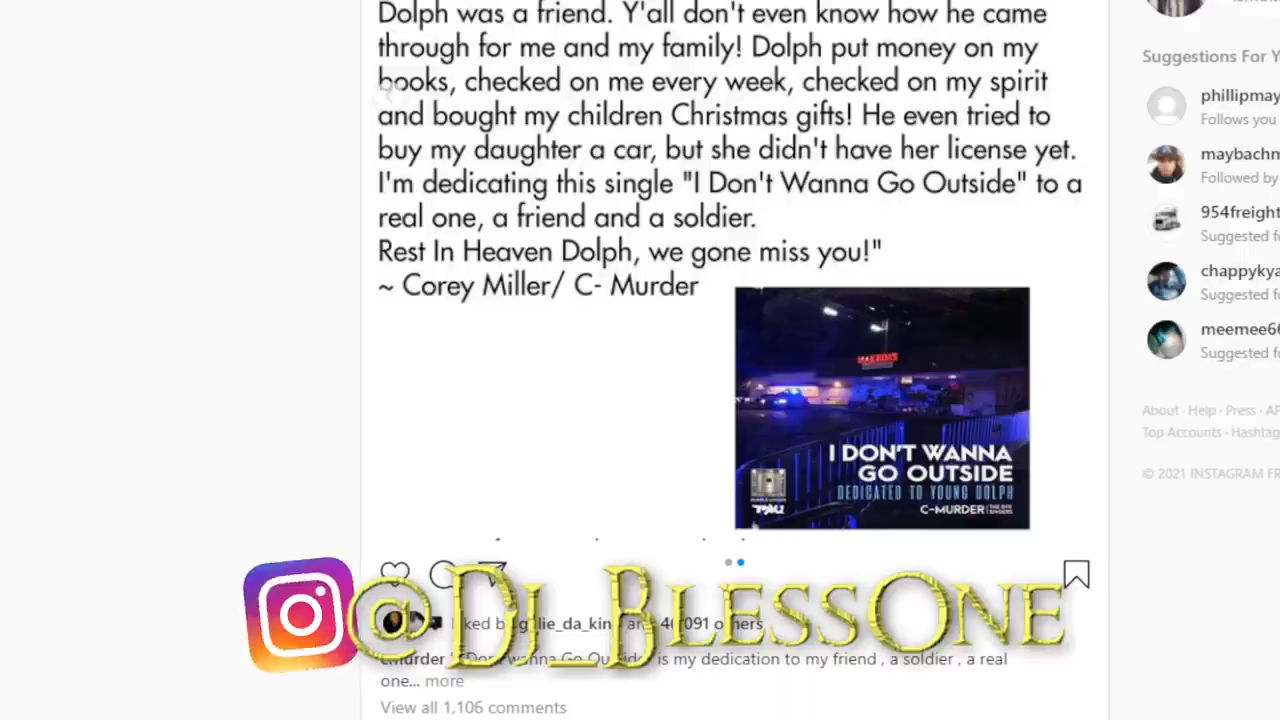 Dolph was a friend. Y'all don't even know how he came
through for me and my family! Dolph put money on my
books, checked on me every week, checked on my spirit
and bought my children Christmas gifts! He even tried to
buy my daughter a car, but she didn't have her license yet.
I'm dedicating this single "I Don't Wanna Go Outside" to a
real one, a friend and a soldier.
Rest In Heaven Dolph, we gone miss you!"
~ Corey Miller/ C- Murder
I DON'T WANNA
GO OUTSIDE
DEDICATED TO YOUNG DOLPH
C-MURDER
TRU
@DJ_BLESSONE
is my dedication to my friend , a soldier , a real
one... more
View all 1,106 comments
Suggestions For
phillipmay
Follows you
maybachm
Followed by
954freight
Suggested
chappykya
Suggested
meemee66
Suggested
About · Help · Press
Top Accounts · Hashtag
© 2021 INSTAGRAM